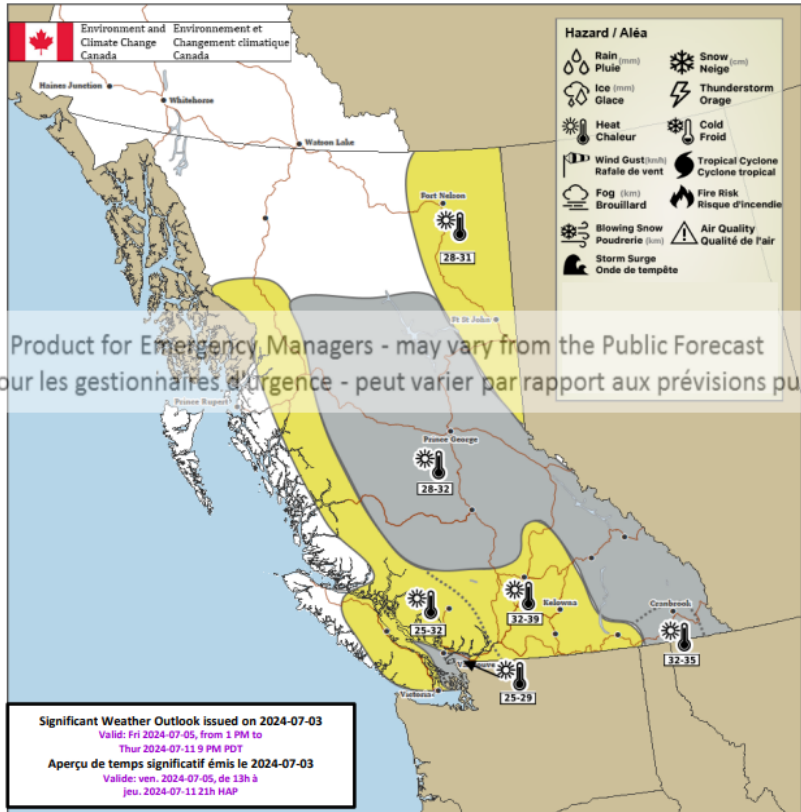 Environment and
Climate Change
Canada
Environnement et
Changement climatique
Canada
Hazard / Aléa
Rain (mm)
Pluie
Snow (cm)
Neige
Ice (mm)
Glace
Thunderstorm
Orage
Heat
Chaleur
Cold
Froid
Wind Gust (km/h)
Rafale de vent
Tropical Cyclone
Cyclone tropical
Fog (km)
Brouillard
Fire Risk
Risque d'incendie
Blowing Snow
Poudrerie (km)
Air Quality
Qualité de l'air
Storm Surge
Onde de tempête
Haines Junction
Whitehorse
Watson Lake
Fort Nelson
28-31
Ft St John
Product for Emergency Managers - may vary from the Public Forecast
our les gestionnaires d'urgence - peut varier par rapport aux prévisions pu
Prince Rupert
Prince George
28-32
32-39
Kelowna
Cranbrook
25-32
32-35
25-29
Victoria
Significant Weather Outlook issued on 2024-07-03
Valid: Fri 2024-07-05, from 1 PM to
Thur 2024-07-11 9 PM PDT
Aperçu de temps significatif émis le 2024-07-03
Valide: ven. 2024-07-05, de 13h à
jeu. 2024-07-11 21h HAP